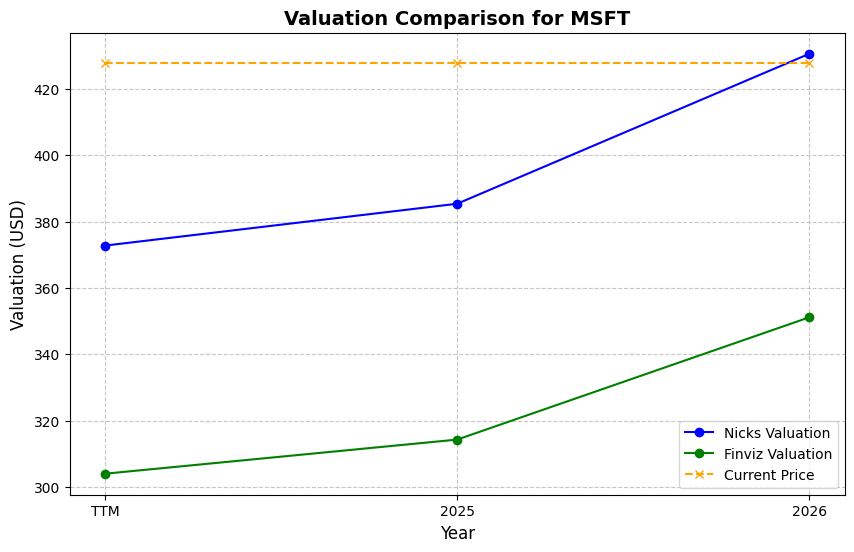 Valuation Comparison for MSFT
Valuation (USD)
420
400
380
360
340
320
300
Nicks Valuation
Finviz Valuation
Current Price
TTM
2025
2026
Year